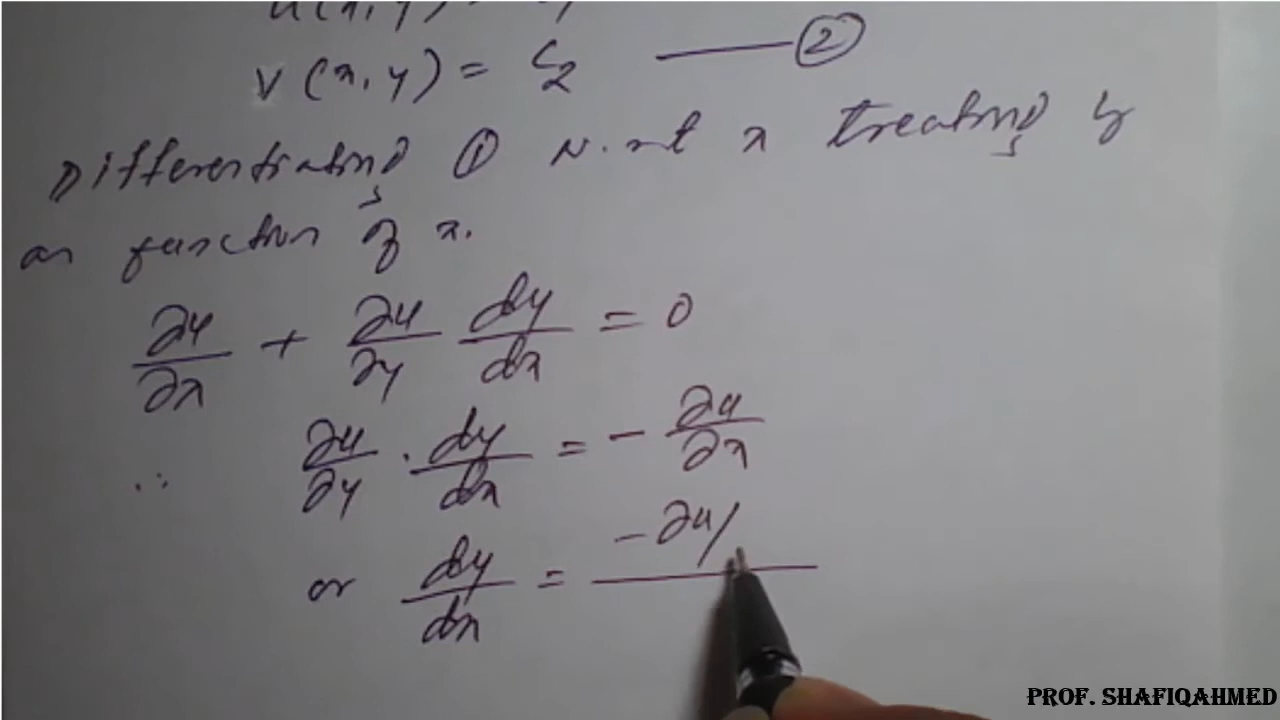 u(x, y) =
v(x, y) = C₂ ——— ②
Differentiating ① w.r.t x treating y
as function of x.
∂u/∂x + ∂u/∂y dy/dx = 0
∴ ∂u/∂y · dy/dx = - ∂u/∂x
or dy/dx = -∂u/
PROF. SHAFIQAHMED